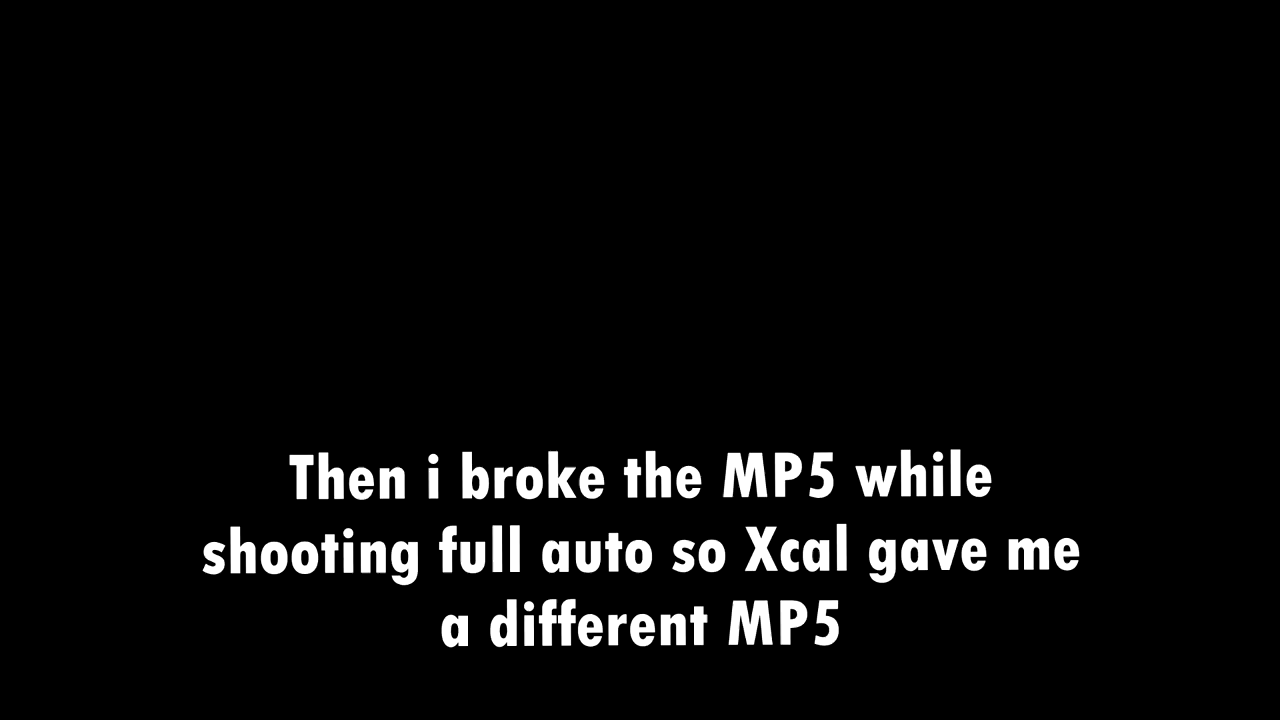 Then i broke the MP5 while
shooting full auto so Xcal gave me
a different MP5